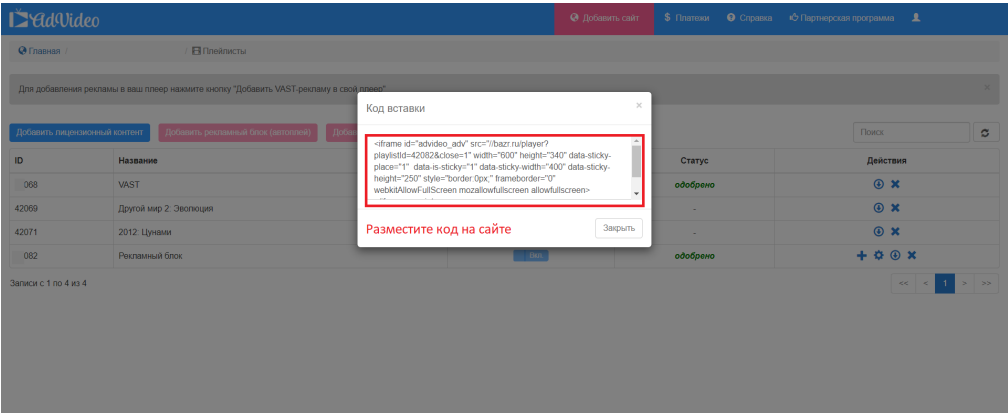 AdVideo
Добавить сайт
$ Платежи
Справка
Партнерская программа
Главная /
/ Плейлисты
Для добавления рекламы в ваш плеер нажмите кнопку "Добавить VAST-рекламу в свой плеер"
×
Код вставки
×
<iframe id="advideo_adv" src="//bazr.ru/player?
playlistId=42082&close=1" width="600" height="340" data-sticky-
place="1" data-is-sticky="1" data-sticky-width="400" data-sticky-
height="250" style="border:0px;" frameborder="0"
webkitAllowFullScreen mozallowfullscreen allowfullscreen>
Разместите код на сайте
Закрыть
Добавить лицензионный контент
Добавить рекламный блок (автоплей)
Поиск
ID
Название
Статус
Действия
068
VAST
одобрено
42069
Другой мир 2: Эволюция
-
42071
2012: Цунами
-
082
Рекламный блок
Вкл
одобрено
Записи с 1 по 4 из 4
<< < 1 > >>